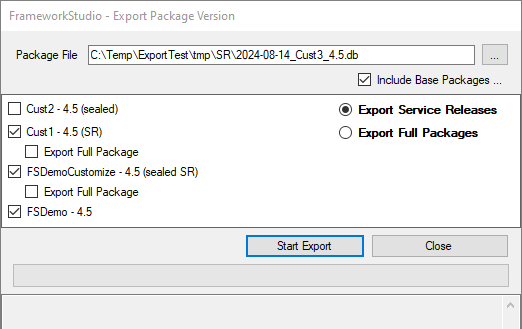 FrameworkStudio - Export Package Version
Package File C:\Temp\ExportTest\tmp\SR\2024-08-14_Cust3_4.5.db ...
Include Base Packages ...
Cust2 - 4.5 (sealed)
Export Service Releases
Cust1 - 4.5 (SR)
Export Full Packages
Export Full Package
FSDemoCustomize - 4.5 (sealed SR)
Export Full Package
FSDemo - 4.5
Start Export Close